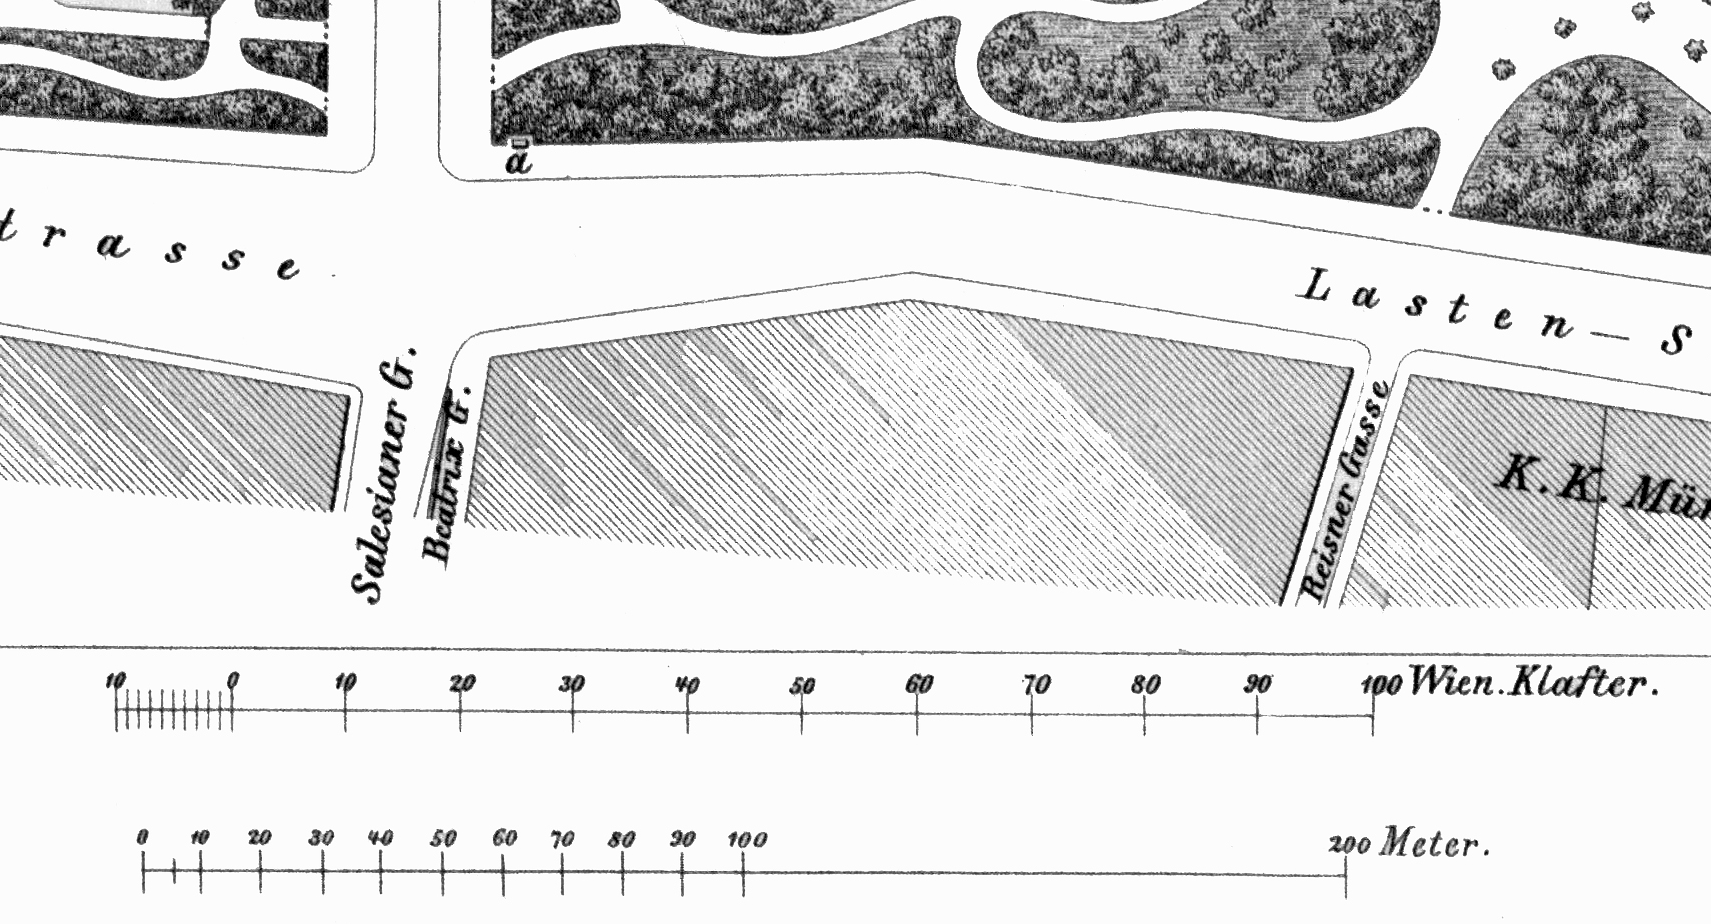 a
trasse
Lasten-S
Salesianer G.
Beatrix G.
Reisner Gasse
K.K. Mün
10 0 10 20 30 40 50 60 70 80 90 100 Wien. Klafter.
0 10 20 30 40 50 60 70 80 90 100 200 Meter.